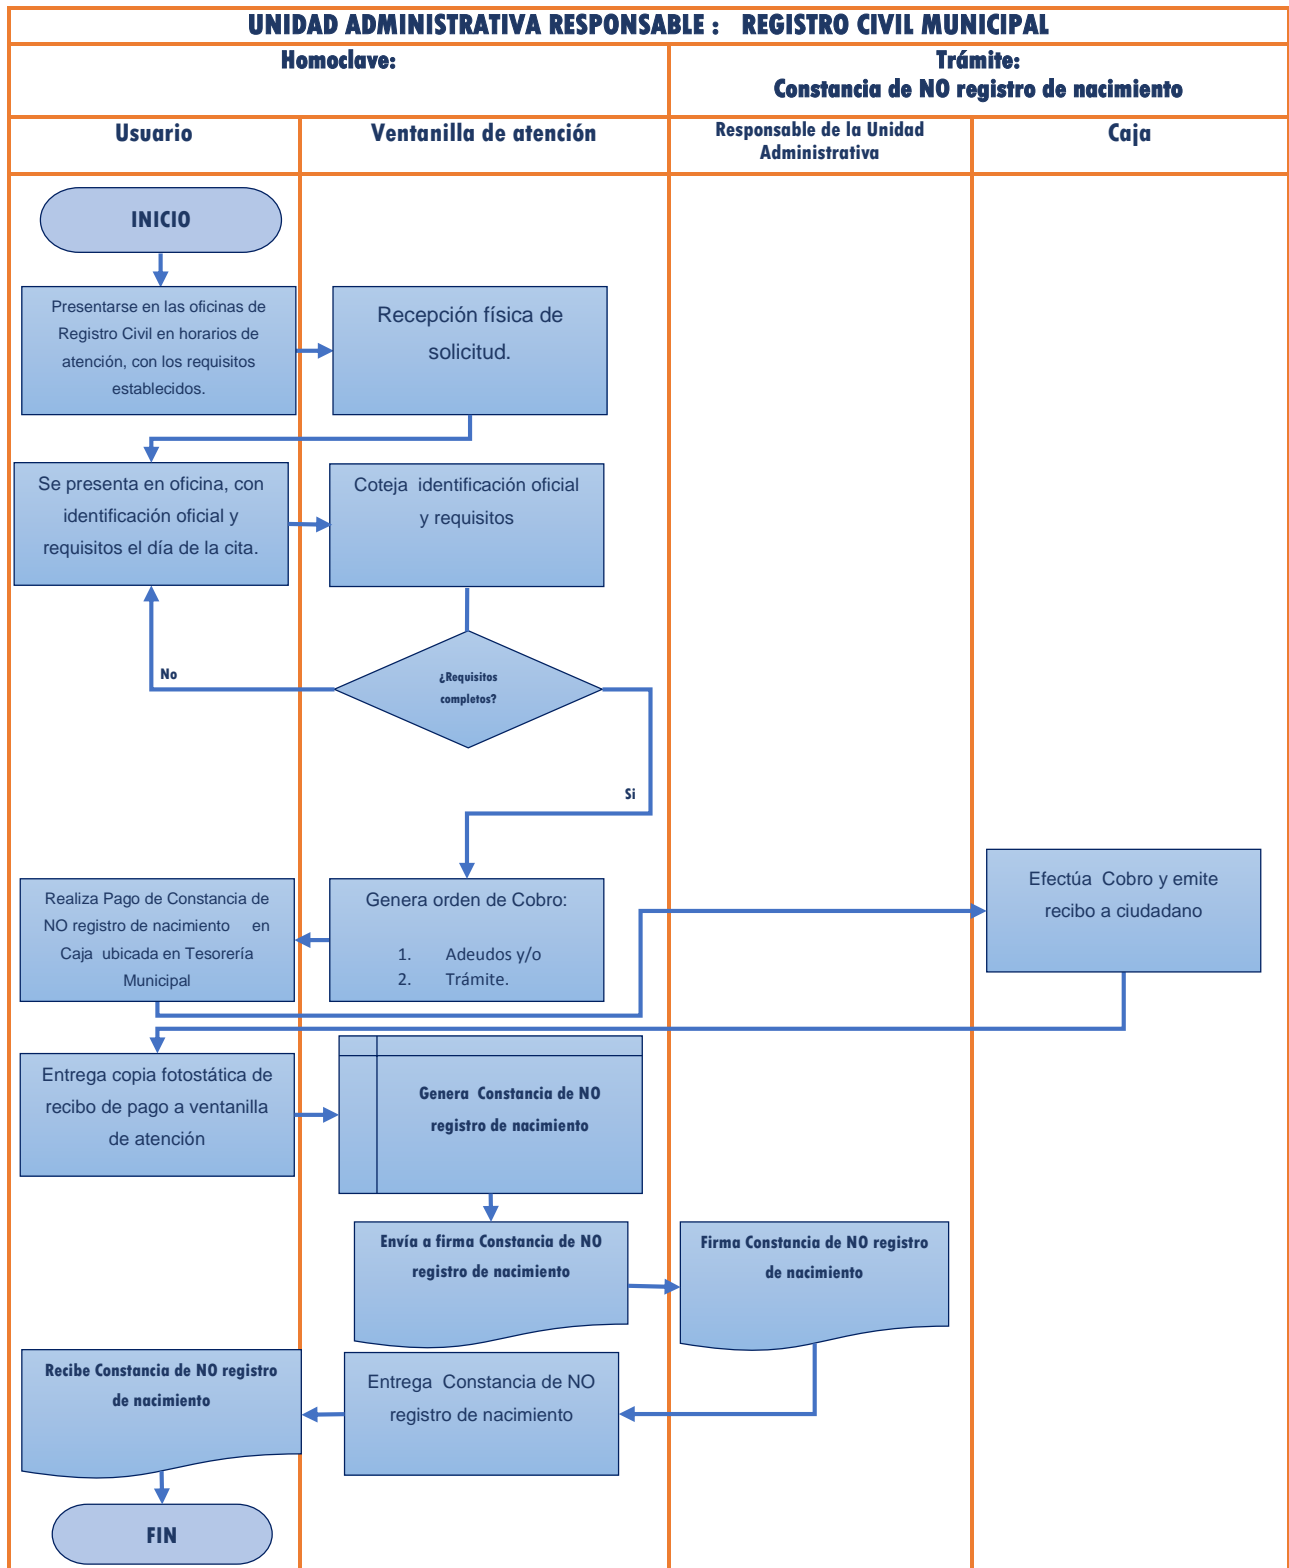 UNIDAD ADMINISTRATIVA RESPONSABLE : REGISTRO CIVIL MUNICIPAL
Homoclave:
Trámite:
Constancia de NO registro de nacimiento
Usuario
Ventanilla de atención
Responsable de la Unidad
Administrativa
Caja
INICIO
Presentarse en las oficinas de
Registro Civil en horarios de
atención, con los requisitos
establecidos.
Recepción física de
solicitud.
Se presenta en oficina, con
identificación oficial y
requisitos el día de la cita.
Coteja identificación oficial
y requisitos
¿Requisitos
completos?
No
Si
Genera orden de Cobro:
1. Adeudos y/o
2. Trámite.
Realiza Pago de Constancia de
NO registro de nacimiento en
Caja ubicada en Tesorería
Municipal
Efectúa Cobro y emite
recibo a ciudadano
Entrega copia fotostática de
recibo de pago a ventanilla
de atención
Genera Constancia de NO
registro de nacimiento
Envía a firma Constancia de NO
registro de nacimiento
Firma Constancia de NO registro
de nacimiento
Entrega Constancia de NO
registro de nacimiento
Recibe Constancia de NO registro
de nacimiento
FIN